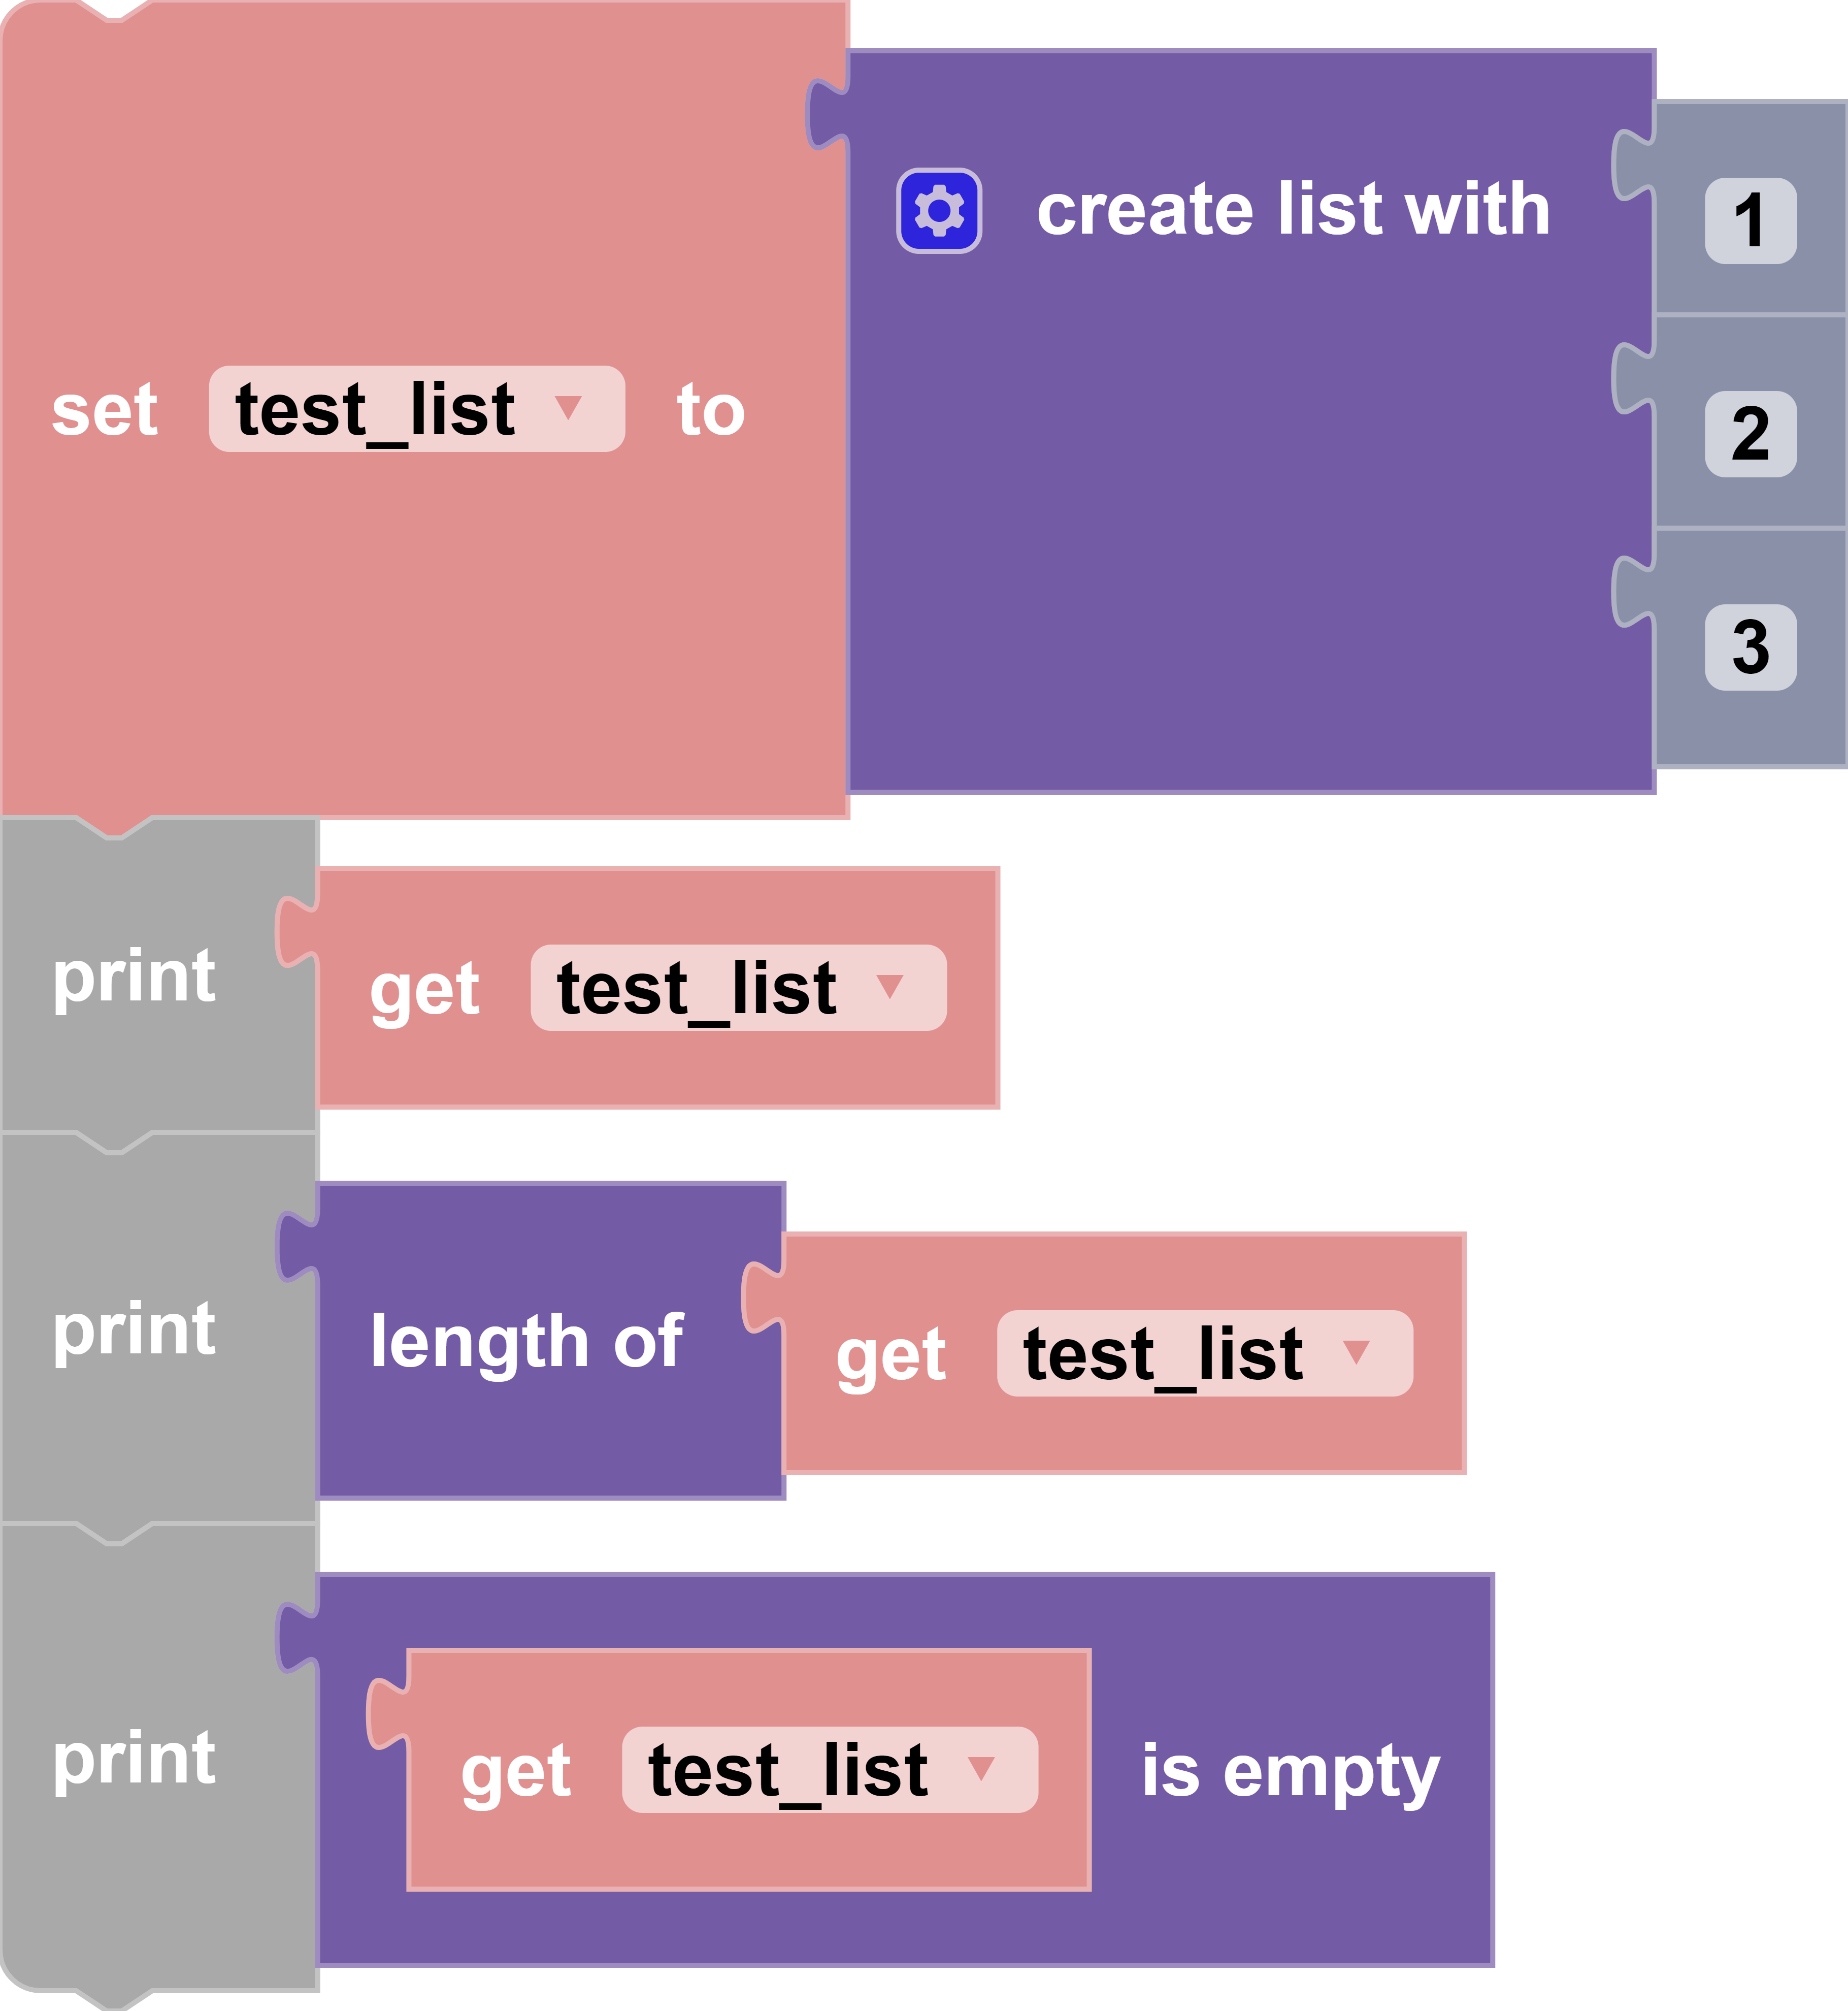 set test_list to create list with 1
2
3
print get test_list
print length of get test_list
print get test_list is empty